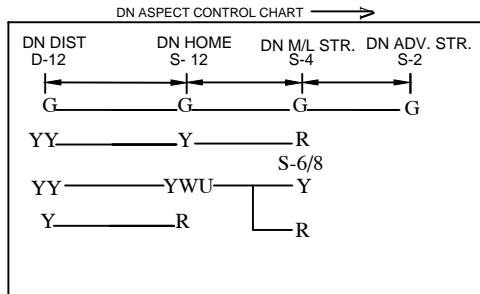 DN ASPECT CONTROL CHART
DN DIST DN HOME DN M/L STR. DN ADV. STR.
D-12 S- 12 S-4 S-2
G G G G
YY Y R
S-6/8
YY YWU Y
Y R R